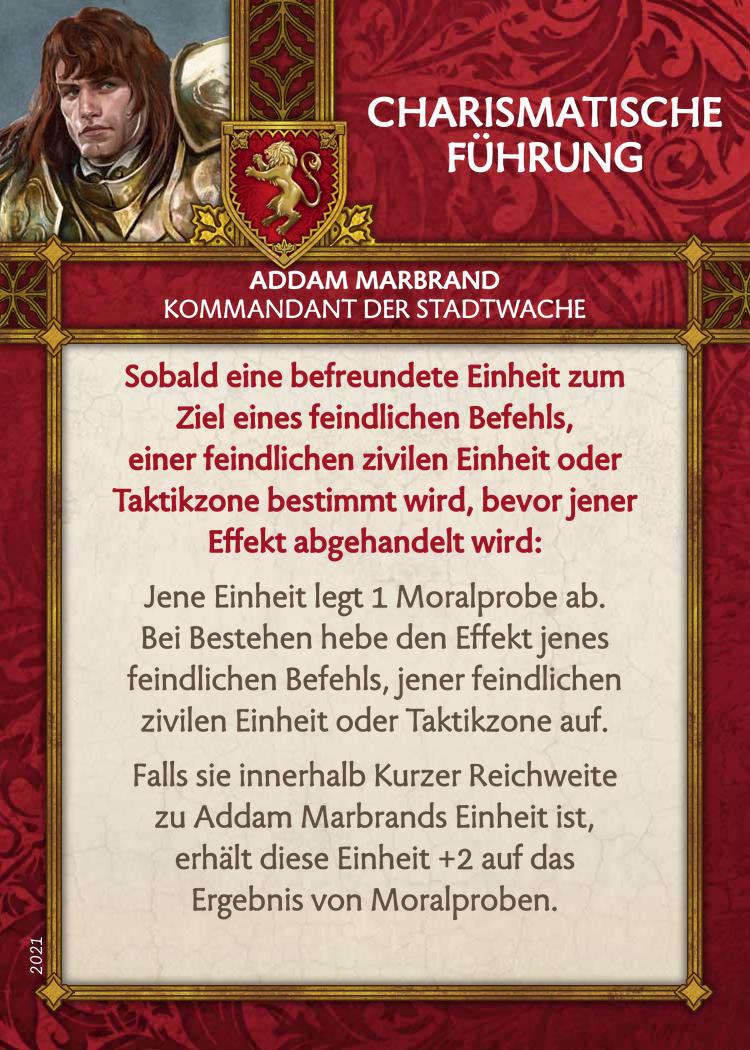 CHARISMATISCHE
FÜHRUNG
ADDAM MARBRAND
KOMMANDANT DER STADTWACHE
Sobald eine befreundete Einheit zum
Ziel eines feindlichen Befehls,
einer feindlichen zivilen Einheit oder
Taktikzone bestimmt wird, bevor jener
Effekt abgehandelt wird:
Jene Einheit legt 1 Moralprobe ab.
Bei Bestehen hebe den Effekt jenes
feindlichen Befehls, jener feindlichen
zivilen Einheit oder Taktikzone auf.
Falls sie innerhalb Kurzer Reichweite
zu Addam Marbrands Einheit ist,
erhält diese Einheit +2 auf das
Ergebnis von Moralproben.
2021